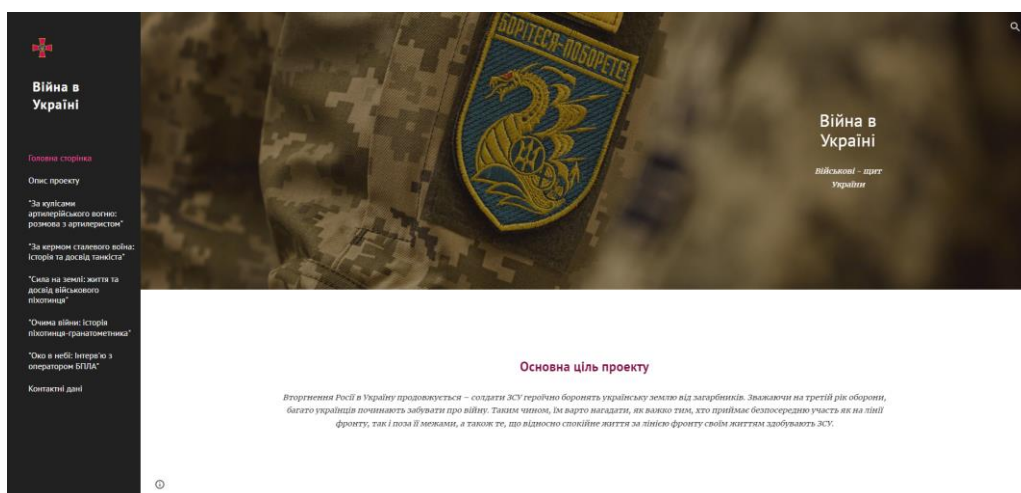 Війна в
Україні
Головна сторінка
Опис проекту
"За кулісами
артилерійського вогню:
розмова з артилеристом"
"За кермом сталевого воїна:
історія та досвід танкіста"
"Сила на землі: життя та
досвід військового
піхотинця"
"Очима війни: історія
піхотинця-гранатометника"
"Око в небі: Інтерв'ю з
оператором БПЛА"
Контактні дані
БОРІТЕСЯ-ПОБОРЕТЕ!
Війна в
Україні
Військові – щит
України
Основна ціль проекту
Вторгнення Росії в Україну продовжується – солдати ЗСУ героїчно боронять українську землю від загарбників. Зважаючи на третій рік оборони,
багато українців починають забувати про війну. Таким чином, їм варто нагадати, як важко тим, хто приймає безпосередню участь як на лінії
фронту, так і поза її межами, а також те, що відносно спокійне життя за лінією фронту своїм життям здобувають ЗСУ.